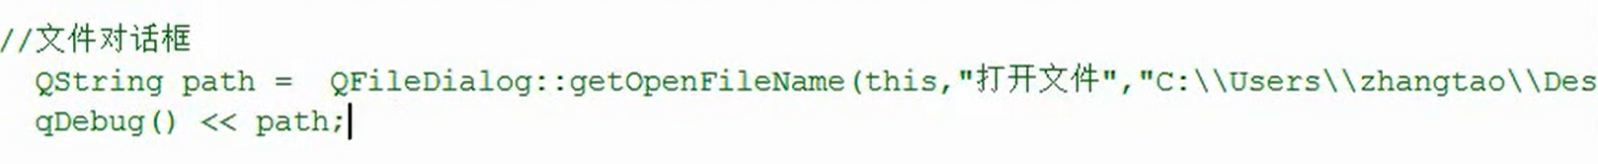 //文件对话框
QString path =  QFileDialog::getOpenFileName(this,"打开文件","C:\\Users\\zhangtao\\Des
qDebug() << path;